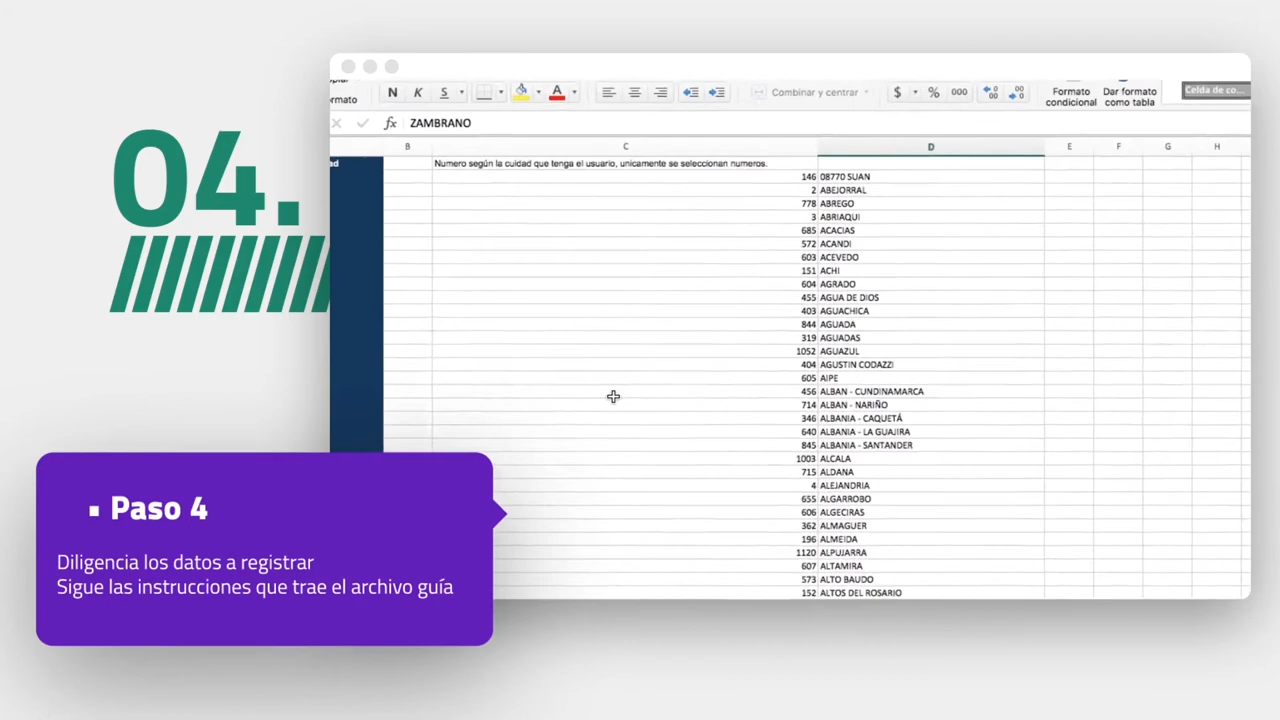 04.
ormato
N K S
A
Combinar y centrar
$ % 000
Formato
condicional
Dar formato
como tabla
Celda de co...
fx ZAMBRANO
B C D E F G H
ad
Numero según la cuidad que tenga el usuario, unicamente se seleccionan numeros.
146 08770 SUAN
2 ABEJORRAL
778 ABREGO
3 ABRIAQUI
685 ACACIAS
572 ACANDI
603 ACEVEDO
151 ACHI
604 AGRADO
455 AGUA DE DIOS
403 AGUACHICA
844 AGUADA
319 AGUADAS
1052 AGUAZUL
404 AGUSTIN CODAZZI
605 AIPE
456 ALBAN - CUNDINAMARCA
714 ALBAN - NARIÑO
346 ALBANIA - CAQUETÁ
640 ALBANIA - LA GUAJIRA
845 ALBANIA - SANTANDER
1003 ALCALA
715 ALDANA
4 ALEJANDRIA
655 ALGARROBO
606 ALGECIRAS
362 ALMAGUER
196 ALMEIDA
1120 ALPUJARRA
607 ALTAMIRA
573 ALTO BAUDO
152 ALTOS DEL ROSARIO
▪ Paso 4
Diligencia los datos a registrar
Sigue las instrucciones que trae el archivo guía